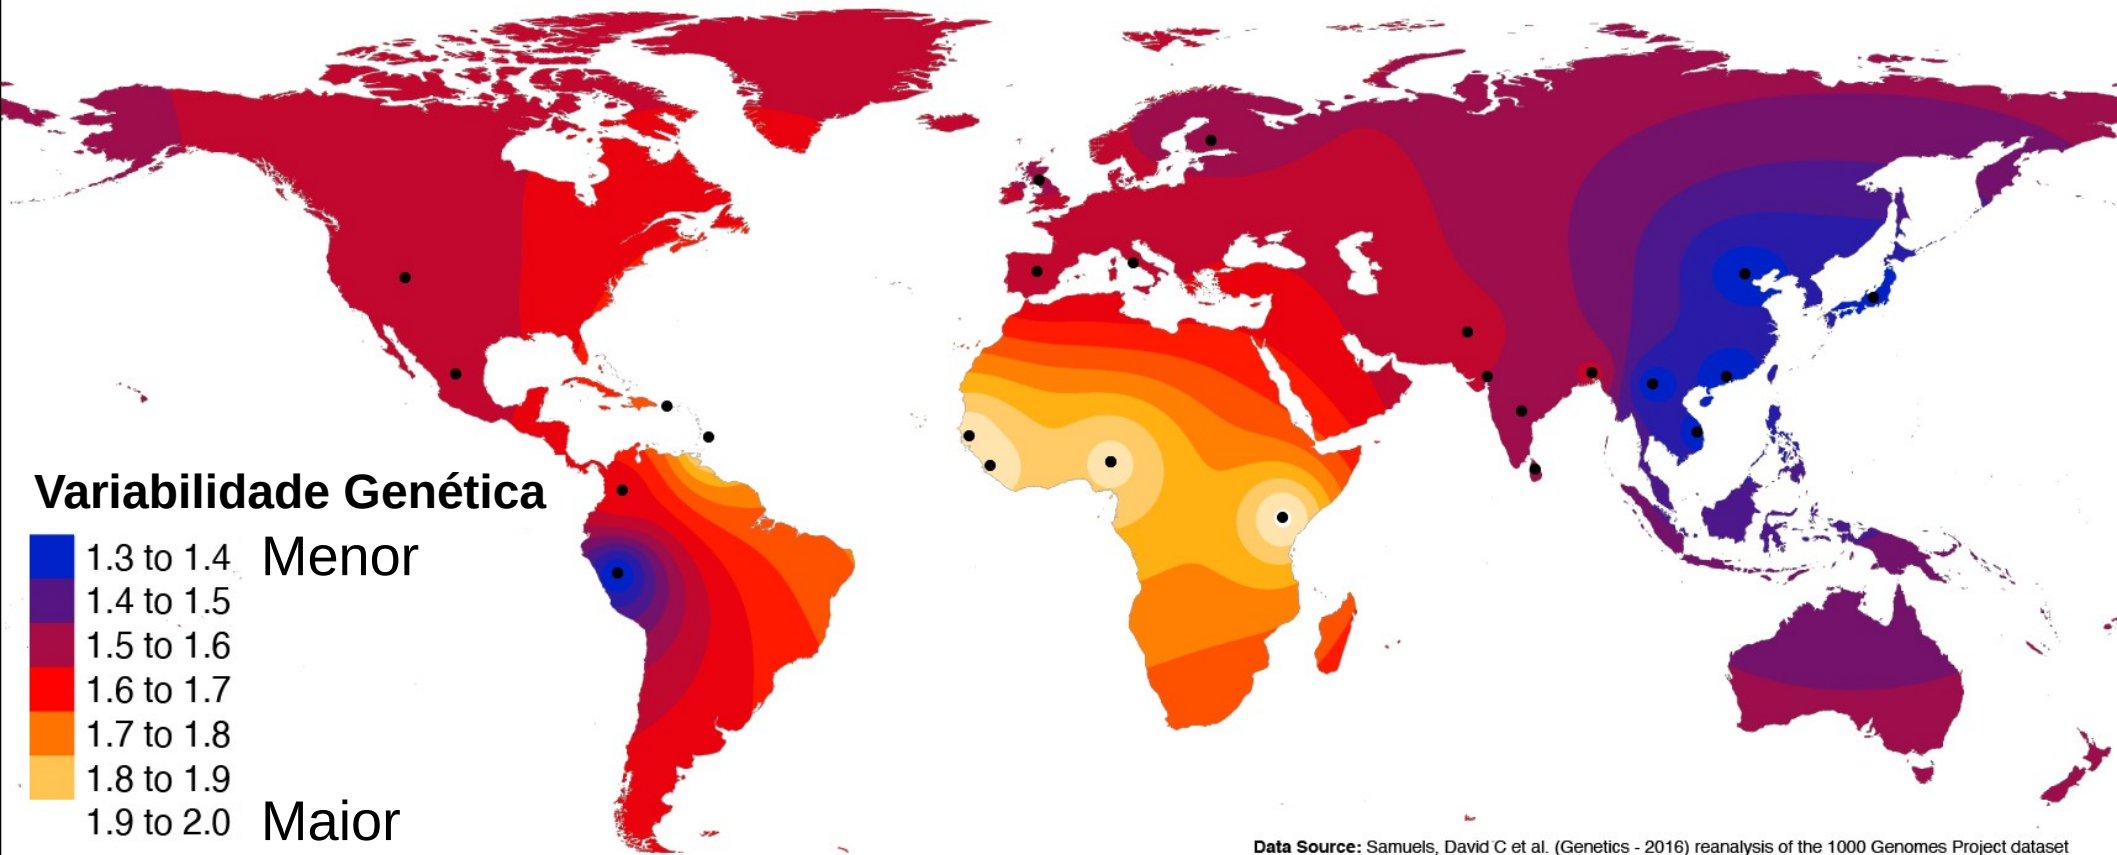 Variabilidade Genética
1.3 to 1.4 Menor
1.4 to 1.5
1.5 to 1.6
1.6 to 1.7
1.7 to 1.8
1.8 to 1.9
1.9 to 2.0 Maior
Data Source: Samuels, David C et al. (Genetics - 2016) reanalysis of the 1000 Genomes Project dataset